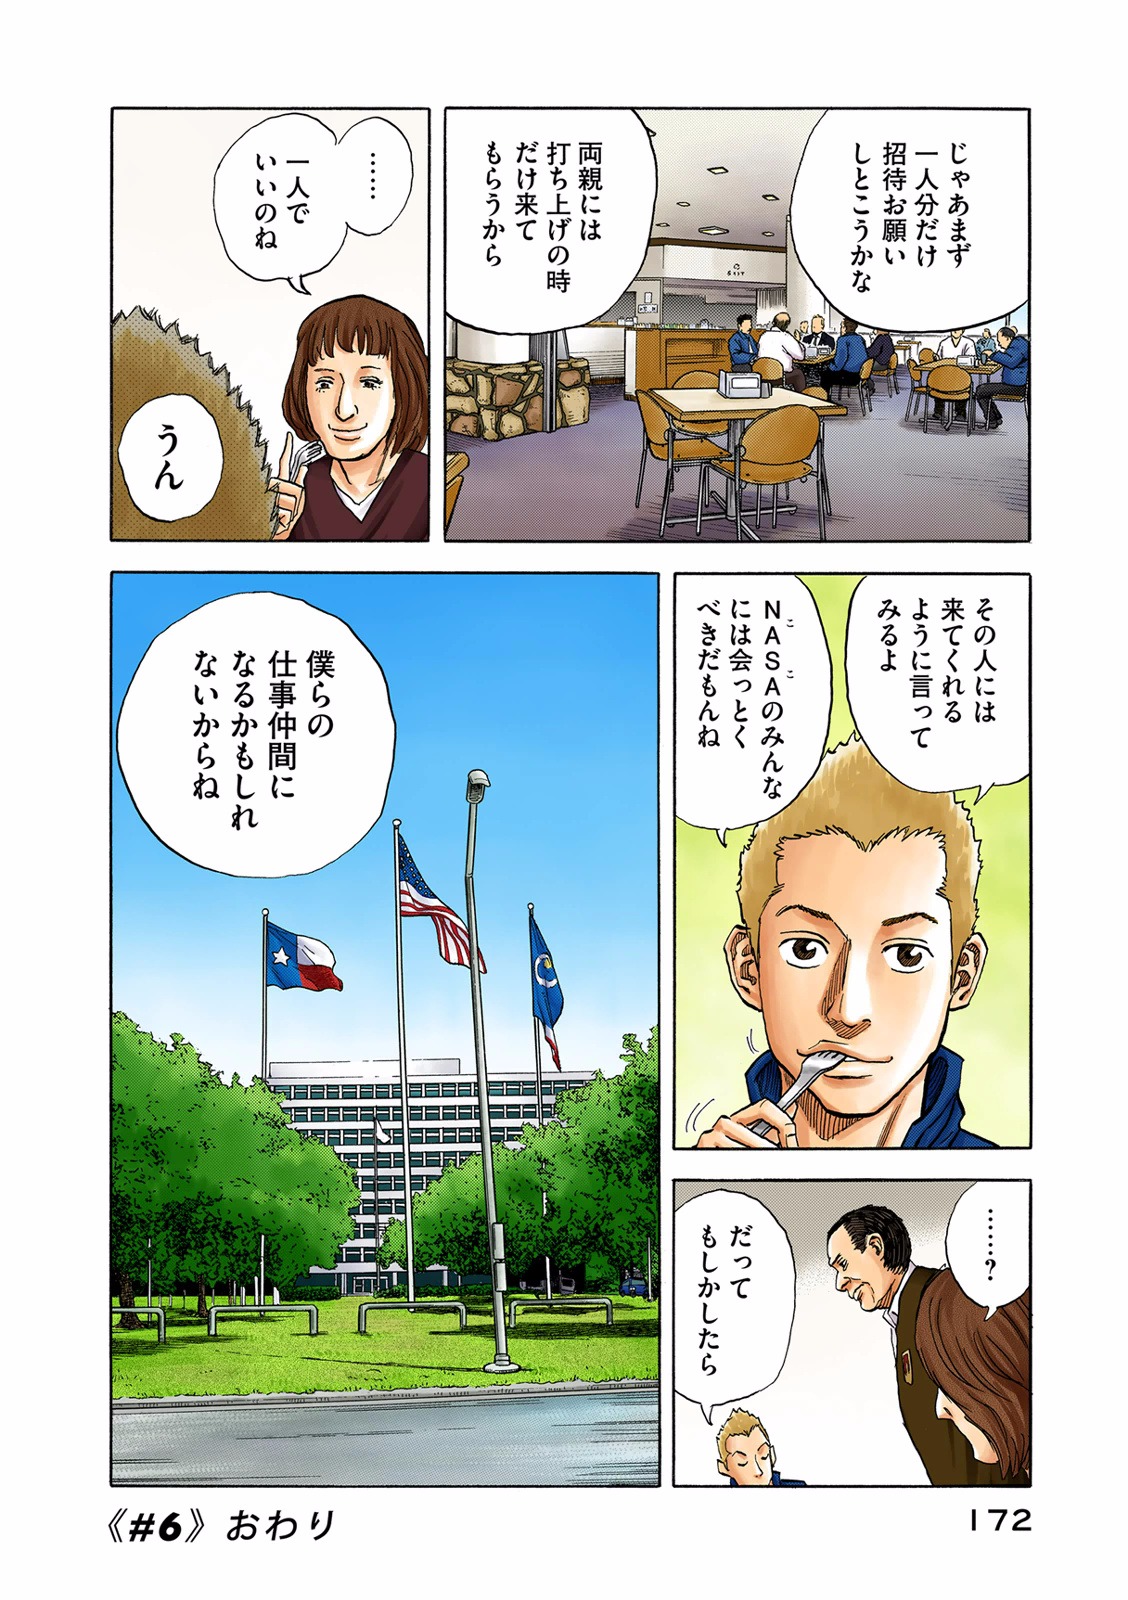 じゃあまず
一人分だけ
招待お願い
しとこうかな
両親には
打ち上げの時
だけ来て
もらうから
……
一人で
いいのね
うん
その人には
来てくれる
ように言って
みるよ
NASAのみんな
ここ
には会っとく
べきだもんね
……?
だって
もしかしたら
僕らの
仕事仲間に
なるかもしれ
ないからね
《#6》おわり
172